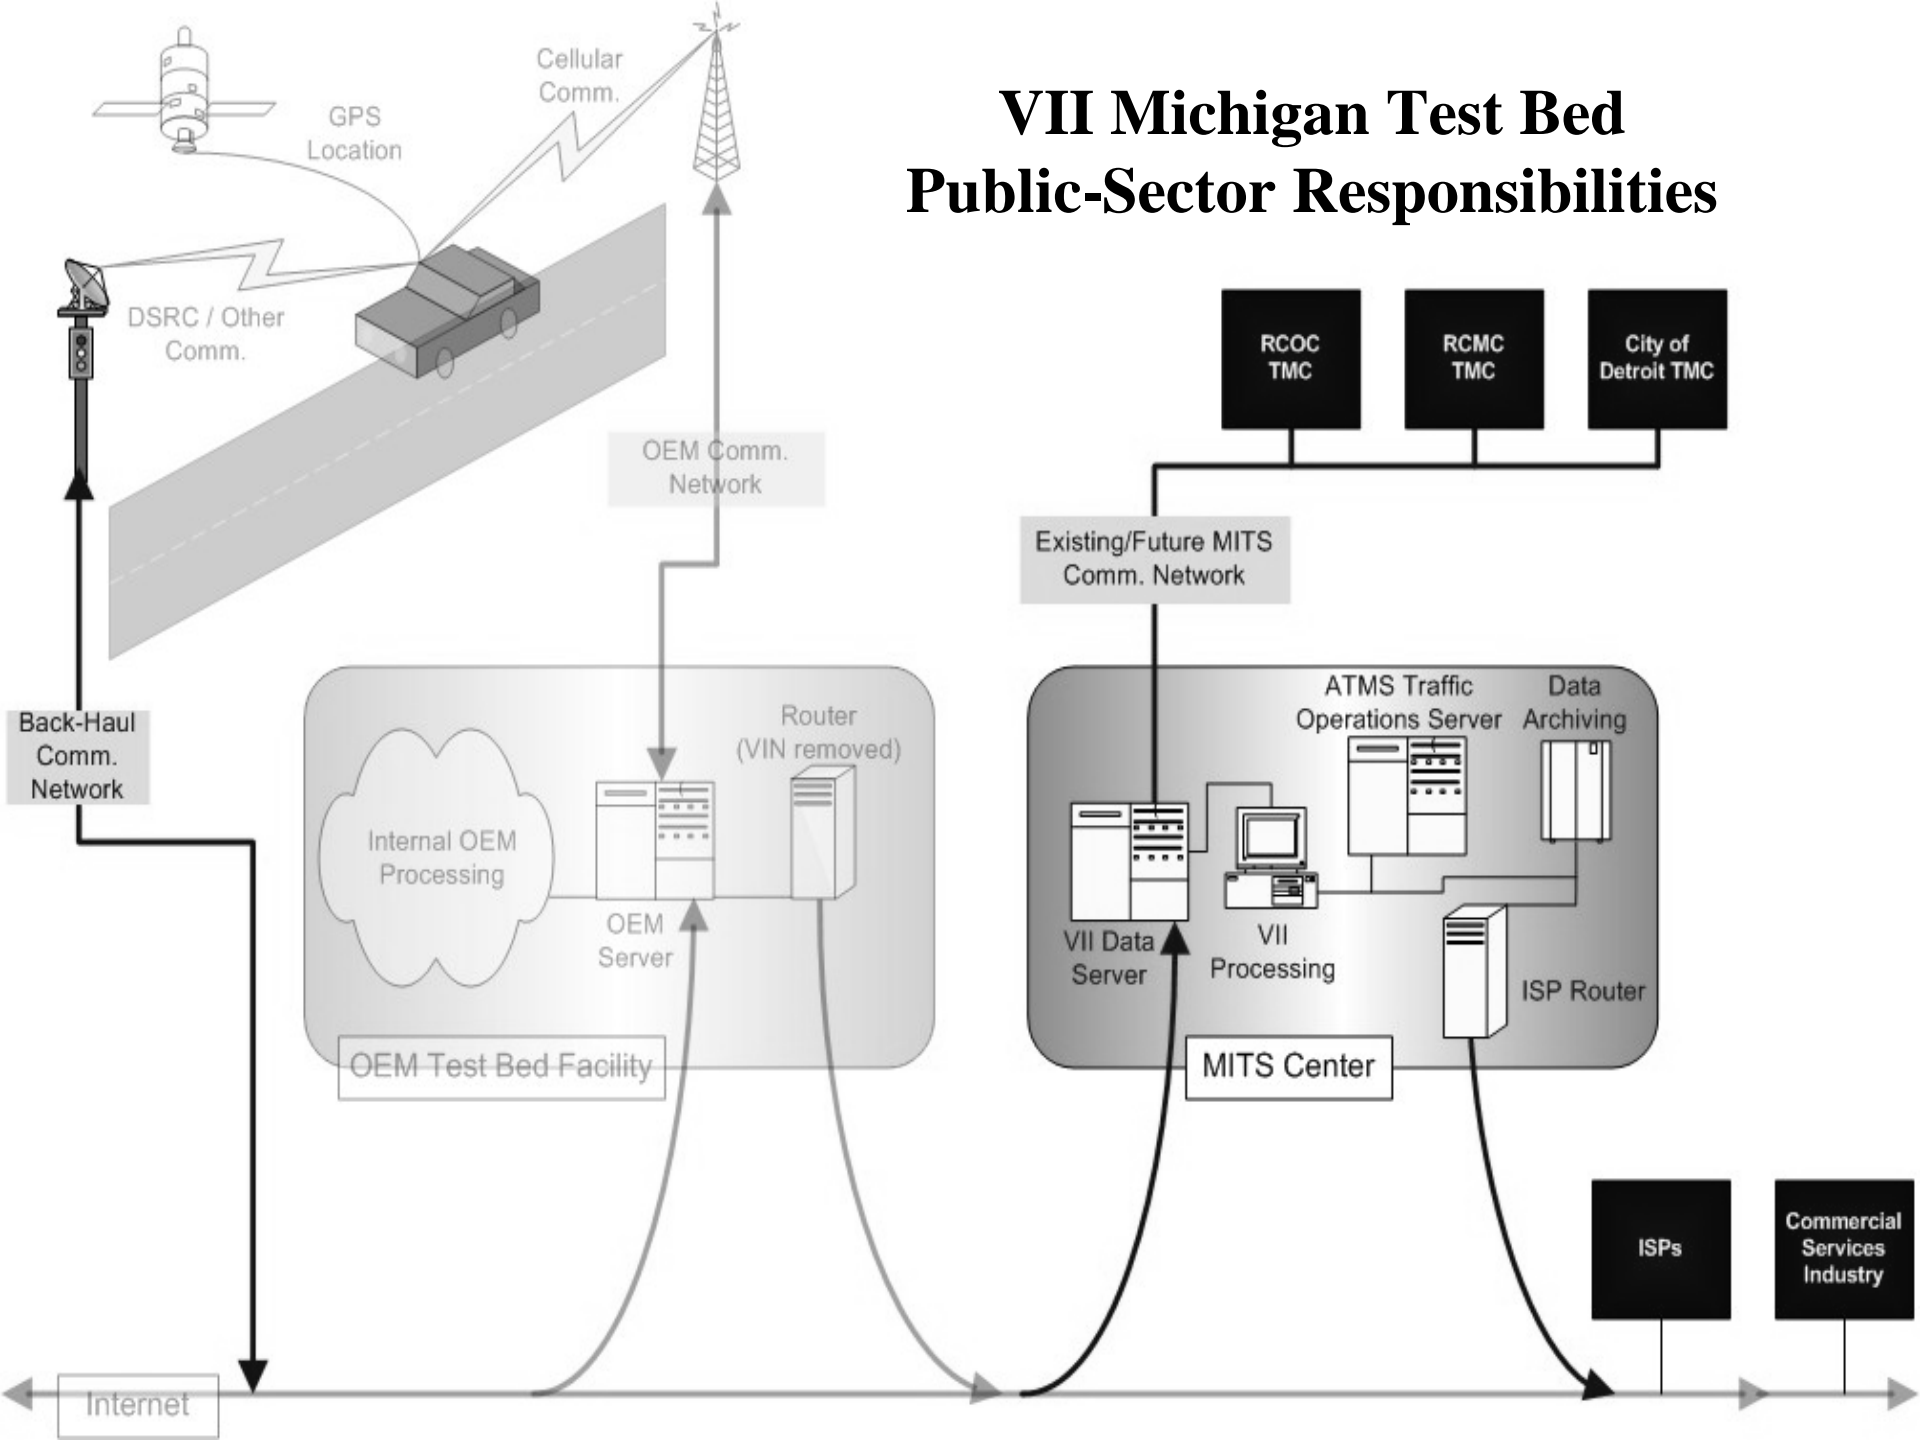 VII Michigan Test Bed
Public-Sector Responsibilities
Cellular
Comm.
GPS
Location
DSRC / Other
Comm.
OEM Comm.
Network
RCOC
TMC
RCMC
TMC
City of
Detroit TMC
Existing/Future MITS
Comm. Network
Back-Haul
Comm.
Network
Router
(VIN removed)
Internal OEM
Processing
OEM
Server
OEM Test Bed Facility
ATMS Traffic
Operations Server
Data
Archiving
VII Data
Server
VII
Processing
ISP Router
MITS Center
ISPs
Commercial
Services
Industry
Internet